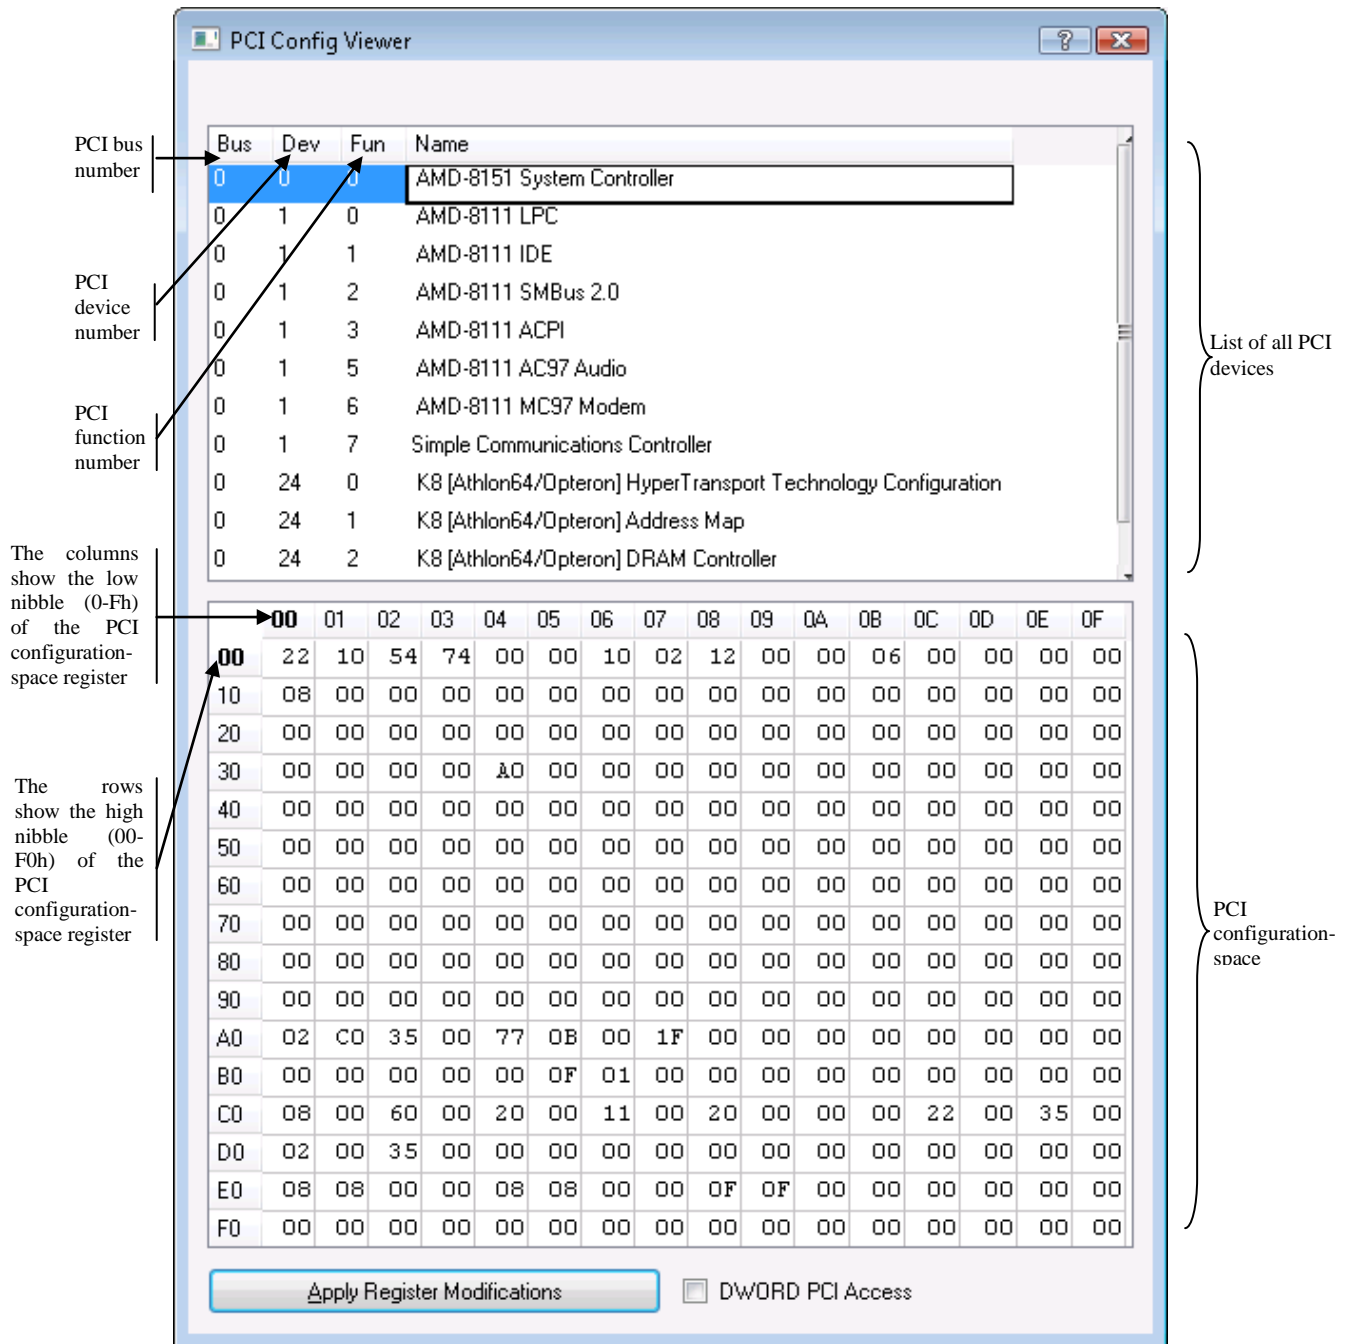 PCI Config Viewer
PCI bus
number
PCI
device
number
PCI
function
number
The columns
show the low
nibble (0-Fh)
of the PCI
configuration-
space register
The rows
show the high
nibble (00-
F0h) of the
PCI
configuration-
space register
Bus Dev Fun Name
0 0 0 AMD-8151 System Controller
0 1 0 AMD-8111 LPC
0 1 1 AMD-8111 IDE
0 1 2 AMD-8111 SMBus 2.0
0 1 3 AMD-8111 ACPI
0 1 5 AMD-8111 AC97 Audio
0 1 6 AMD-8111 MC97 Modem
0 1 7 Simple Communications Controller
0 24 0 K8 [Athlon64/Opteron] HyperTransport Technology Configuration
0 24 1 K8 [Athlon64/Opteron] Address Map
0 24 2 K8 [Athlon64/Opteron] DRAM Controller
List of all PCI
devices
00 01 02 03 04 05 06 07 08 09 0A 0B 0C 0D 0E 0F
00 22 10 54 74 00 00 10 02 12 00 00 06 00 00 00 00
10 08 00 00 00 00 00 00 00 00 00 00 00 00 00 00 00
20 00 00 00 00 00 00 00 00 00 00 00 00 00 00 00 00
30 00 00 00 00 A0 00 00 00 00 00 00 00 00 00 00 00
40 00 00 00 00 00 00 00 00 00 00 00 00 00 00 00 00
50 00 00 00 00 00 00 00 00 00 00 00 00 00 00 00 00
60 00 00 00 00 00 00 00 00 00 00 00 00 00 00 00 00
70 00 00 00 00 00 00 00 00 00 00 00 00 00 00 00 00
80 00 00 00 00 00 00 00 00 00 00 00 00 00 00 00 00
90 00 00 00 00 00 00 00 00 00 00 00 00 00 00 00 00
A0 02 C0 35 00 77 0B 00 1F 00 00 00 00 00 00 00 00
B0 00 00 00 00 00 0F 01 00 00 00 00 00 00 00 00 00
C0 08 00 60 00 20 00 11 00 20 00 00 00 22 00 35 00
D0 02 00 35 00 00 00 00 00 00 00 00 00 00 00 00 00
E0 08 08 00 00 08 08 00 00 0F 0F 00 00 00 00 00 00
F0 00 00 00 00 00 00 00 00 00 00 00 00 00 00 00 00
PCI
configuration-
space
Apply Register Modifications
DWORD PCI Access